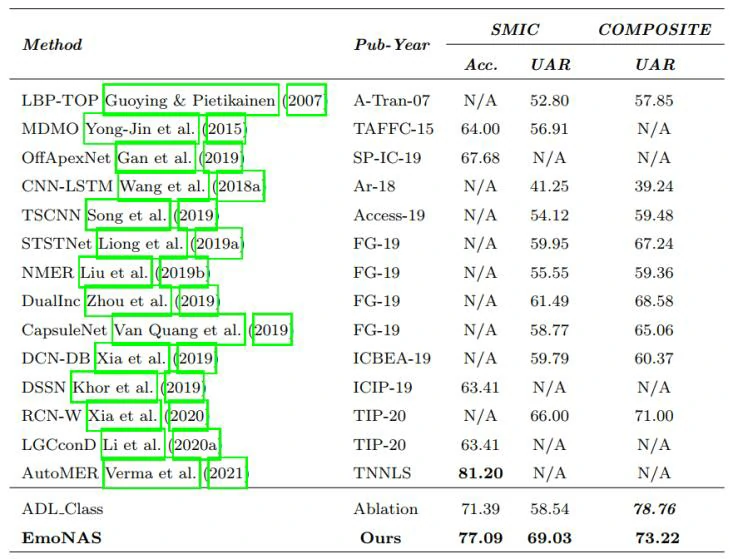 Method Pub-Year SMIC COMPOSITE
Acc. UAR UAR
LBP-TOP Guoying & Pietikainen (2007) A-Tran-07 N/A 52.80 57.85
MDMO Yong-Jin et al. (2015) TAFFC-15 64.00 56.91 N/A
OffApexNet Gan et al. (2019) SP-IC-19 67.68 N/A N/A
CNN-LSTM Wang et al. (2018a) Ar-18 N/A 41.25 39.24
TSCNN Song et al. (2019) Access-19 N/A 54.12 59.48
STSTNet Liong et al. (2019a) FG-19 N/A 59.95 67.24
NMER Liu et al. (2019b) FG-19 N/A 55.55 59.36
DualInc Zhou et al. (2019) FG-19 N/A 61.49 68.58
CapsuleNet Van Quang et al. (2019 FG-19 N/A 58.77 65.06
DCN-DB Xia et al. (2019) ICBEA-19 N/A 59.79 60.37
DSSN Khor et al. (2019) ICIP-19 63.41 N/A N/A
RCN-W Xia et al. (2020) TIP-20 N/A 66.00 71.00
LGCconD Li et al. (2020a) TIP-20 63.41 N/A N/A
AutoMER Verma et al. (2021) TNNLS 81.20 N/A N/A
ADL_Class Ablation 71.39 58.54 78.76
EmoNAS Ours 77.09 69.03 73.22